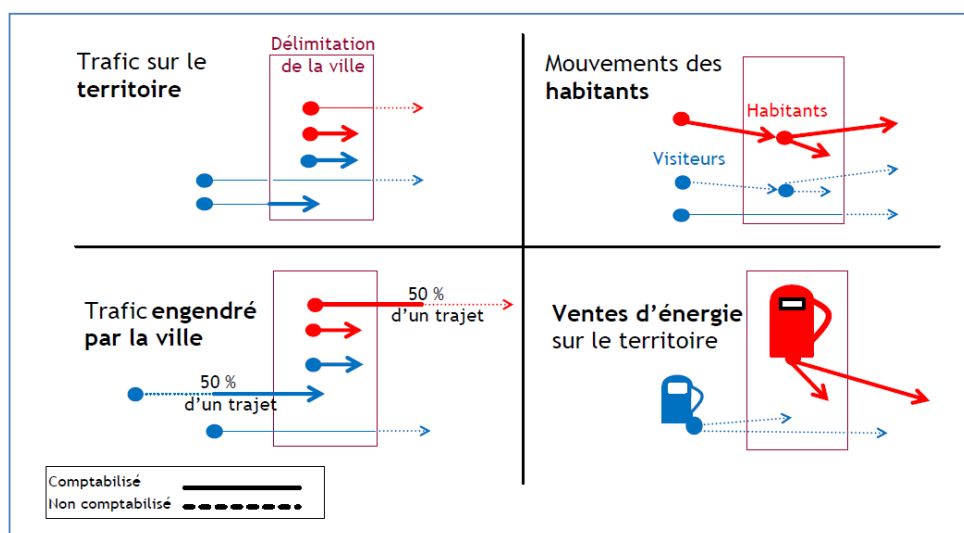 Trafic sur le
territoire
Délimitation
de la ville
Mouvements des
habitants
Habitants
Visiteurs
Trafic engendré
par la ville
50 %
d'un trajet
50 %
d'un trajet
Ventes d'énergie
sur le territoire
Comptabilisé
Non comptabilisé